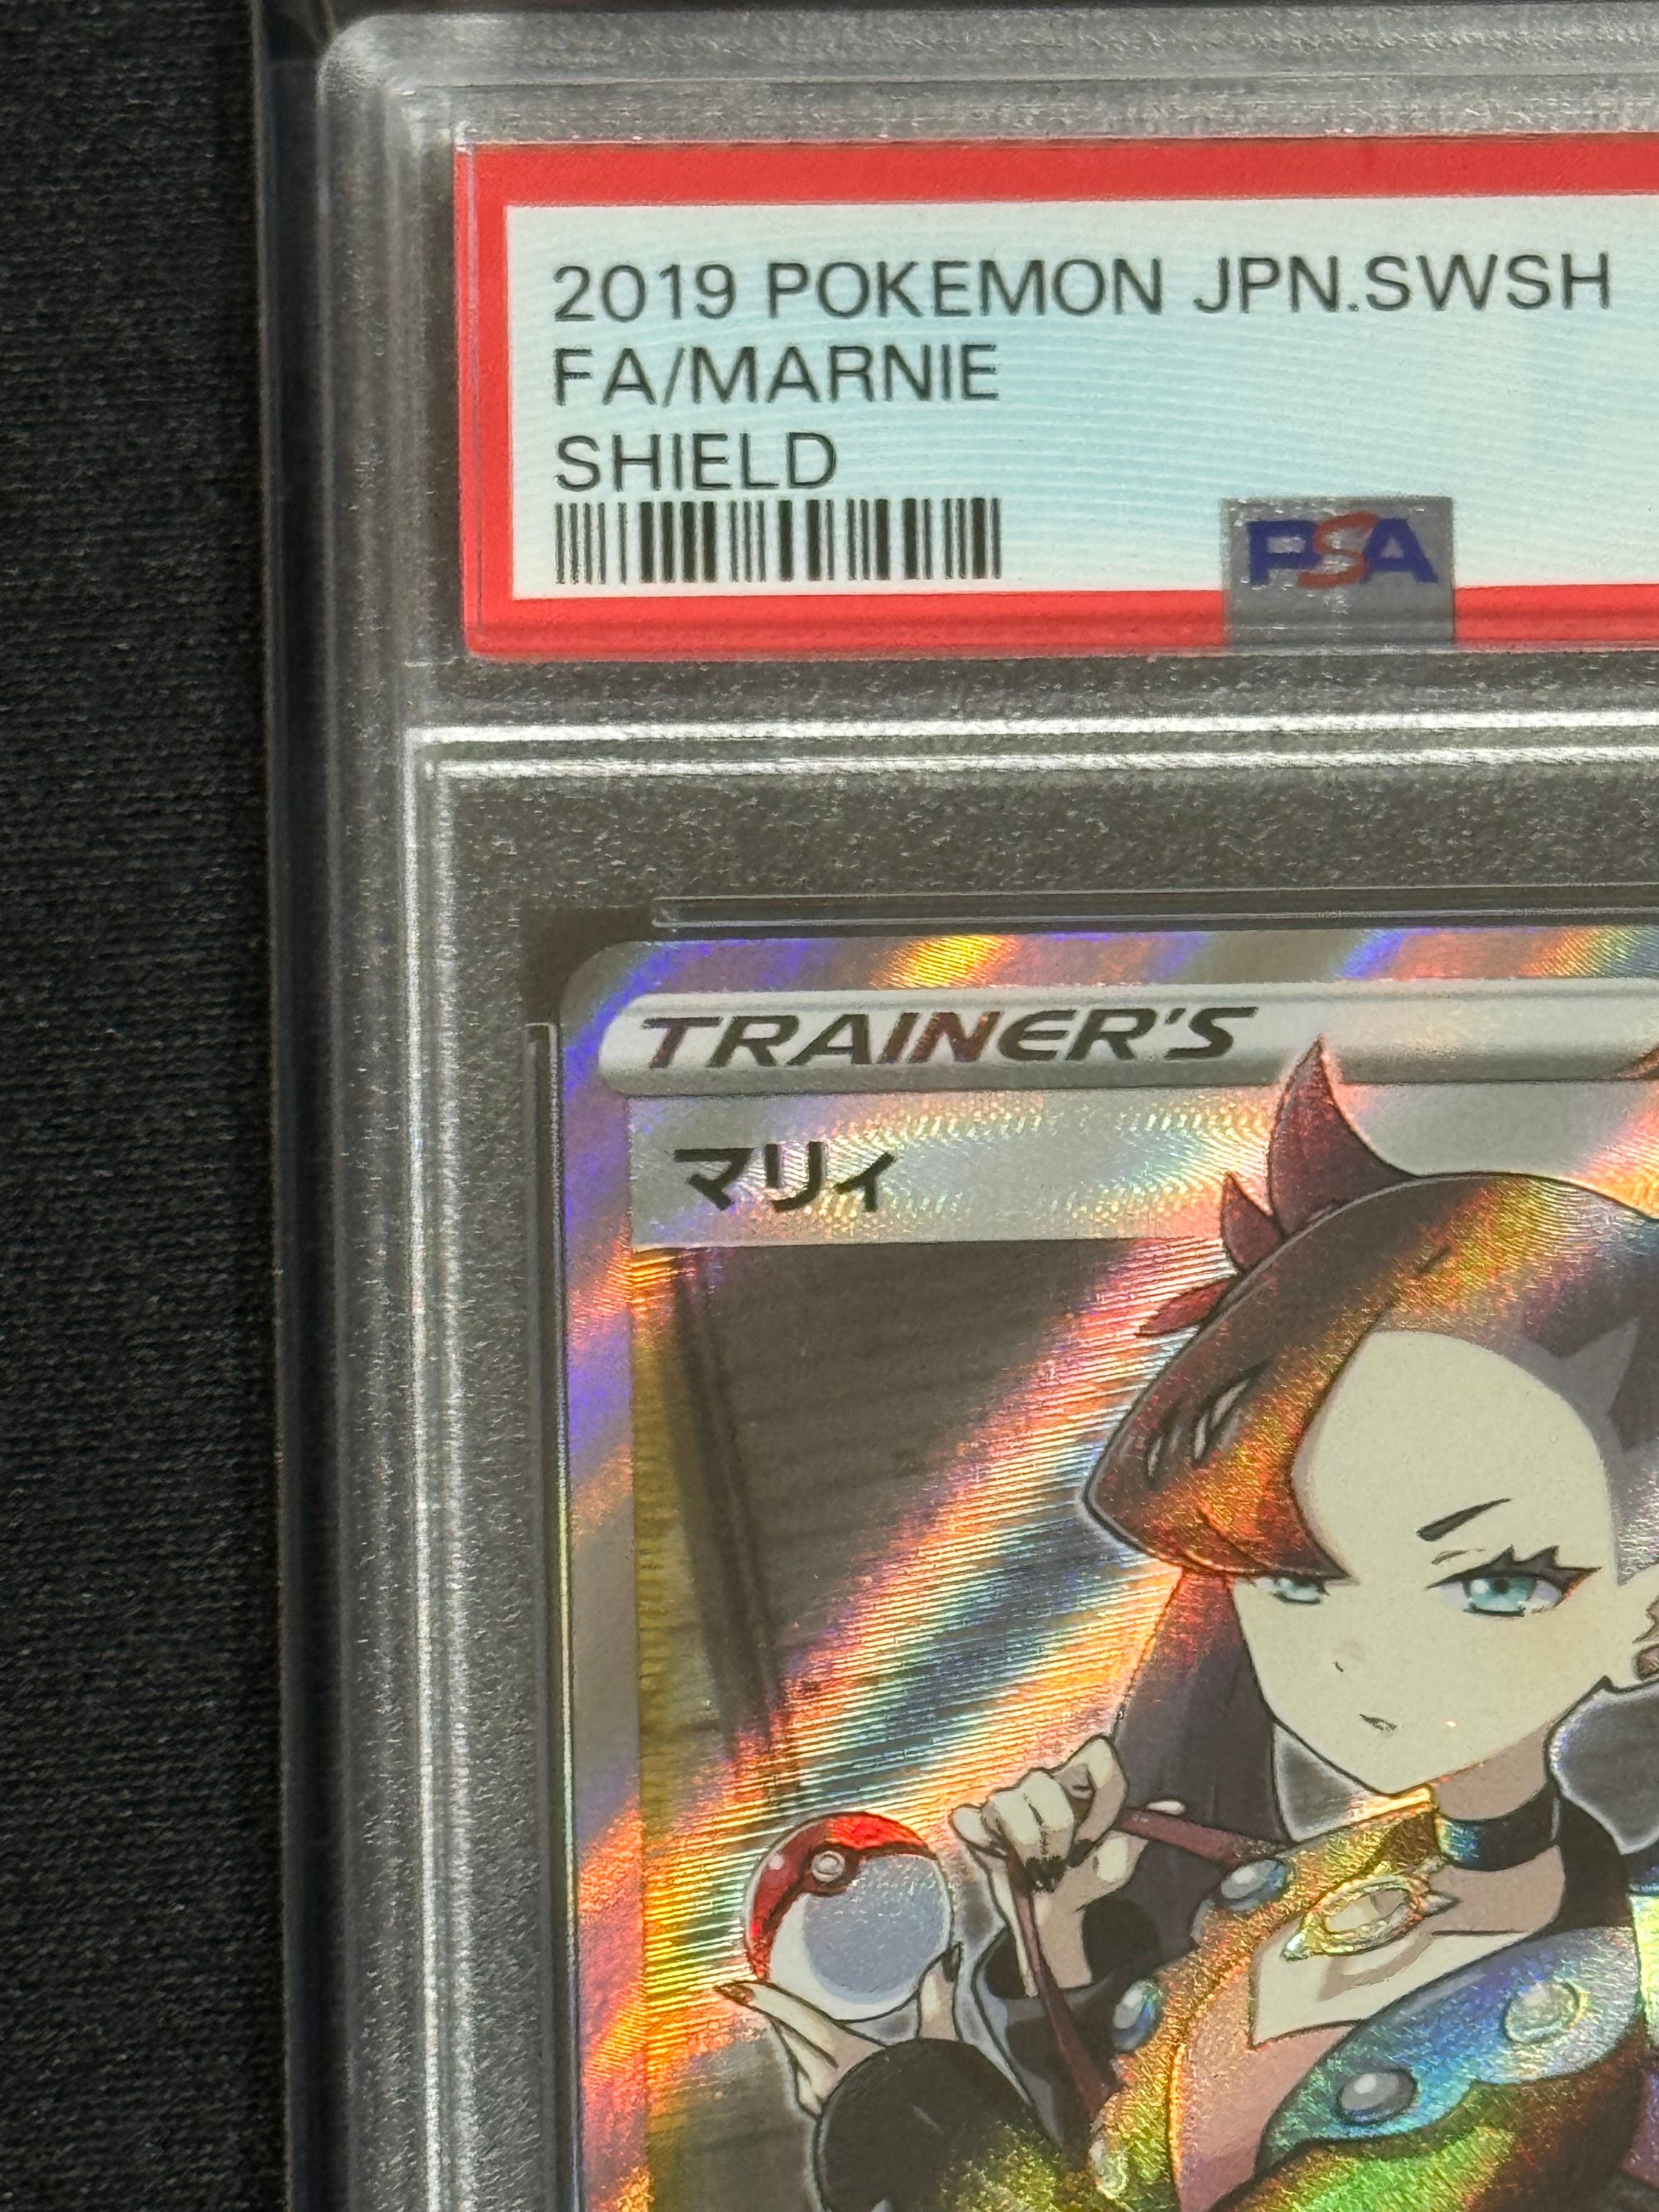 2019 POKEMON JPN.SWSH
FA/MARNIE
SHIELD
PSA
TRAINER'S
マリィ